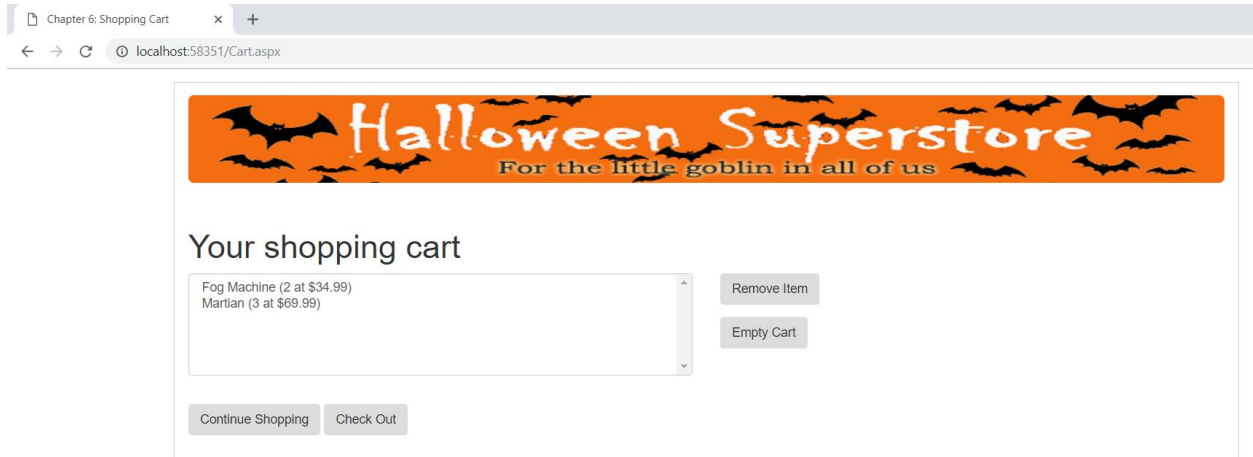 Chapter 6: Shopping Cart
localhost:58351/Cart.aspx
Halloween Superstore
For the little goblin in all of us
Your shopping cart
Fog Machine (2 at $34.99)
Martian (3 at $69.99)
Remove Item
Empty Cart
Continue Shopping Check Out